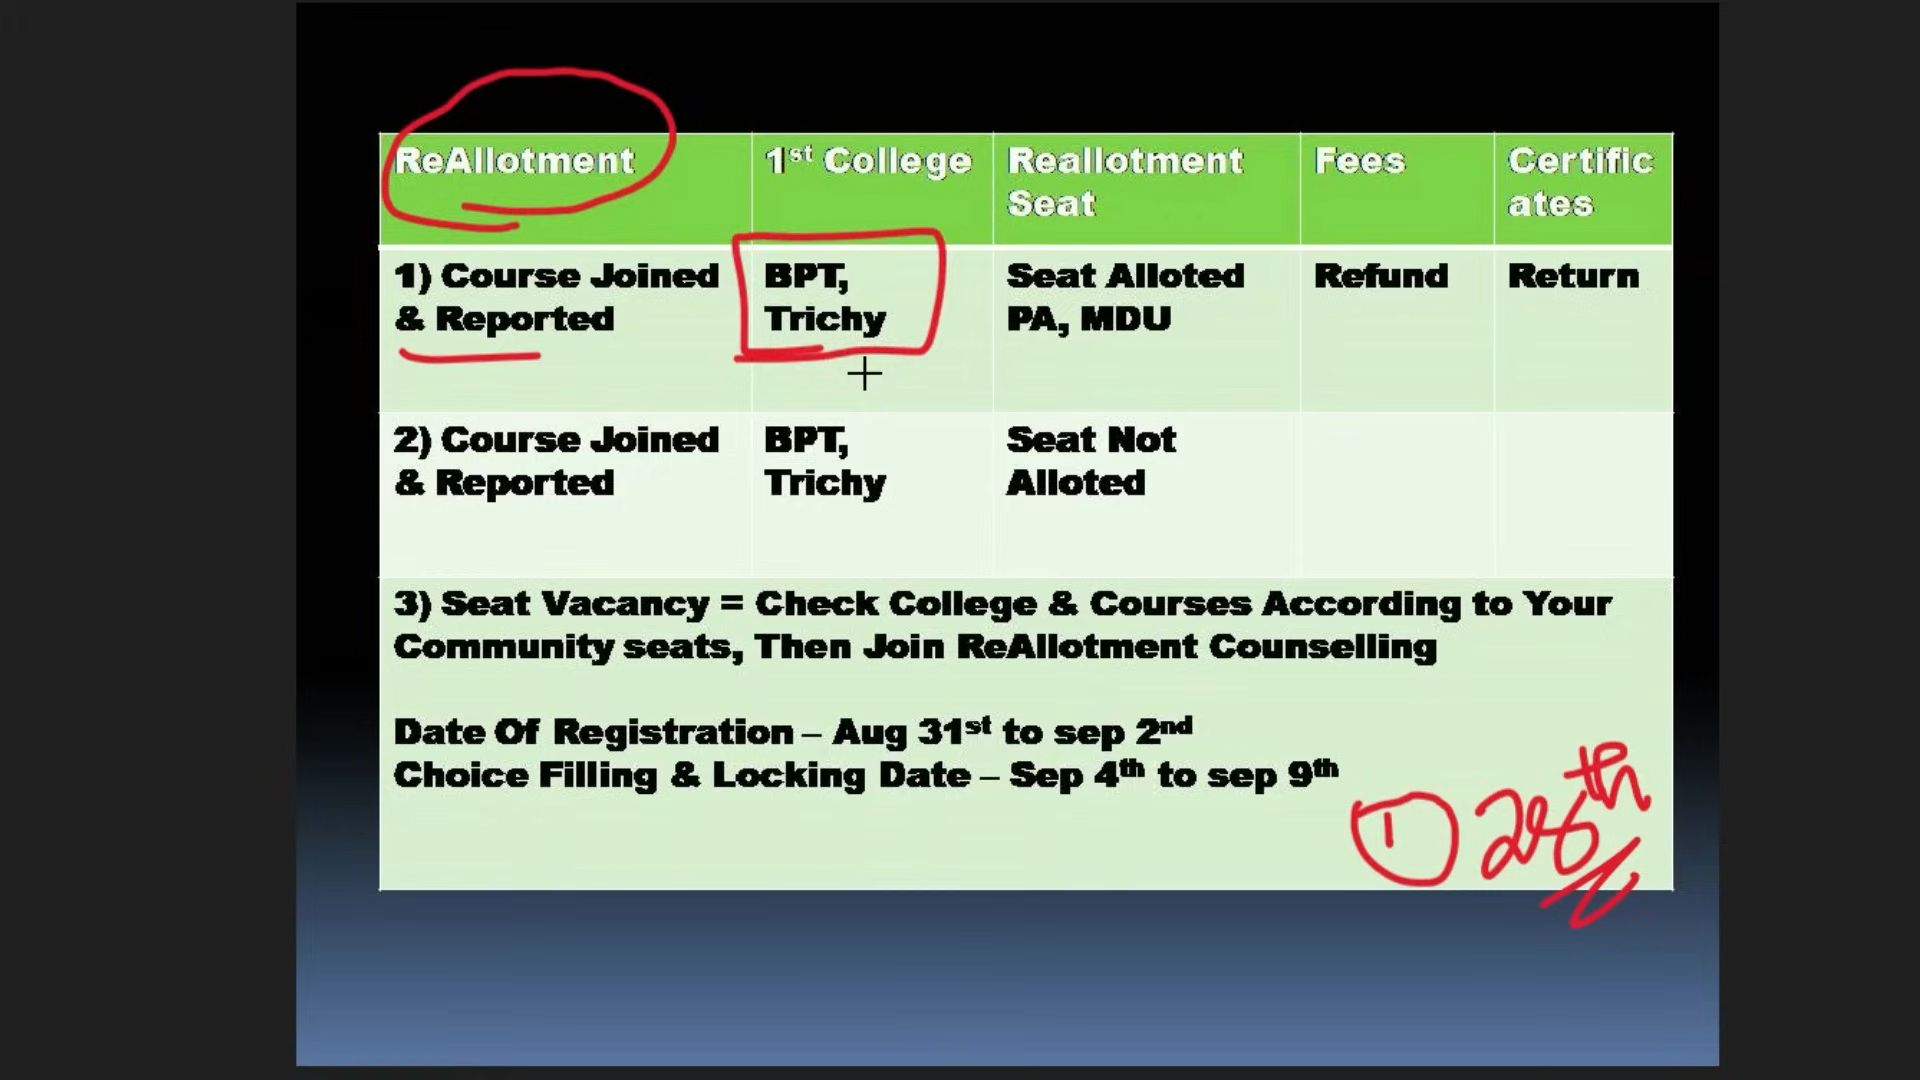 ReAllotment
1st College
Reallotment
Seat
Fees
Certific
ates
1) Course Joined
& Reported
BPT,
Trichy
Seat Alloted
PA, MDU
Refund
Return
2) Course Joined
& Reported
BPT,
Trichy
Seat Not
Alloted
3) Seat Vacancy = Check College & Courses According to Your
Community seats, Then Join ReAllotment Counselling
Date Of Registration – Aug 31st to sep 2nd
Choice Filling & Locking Date – Sep 4th to sep 9th
1 28th